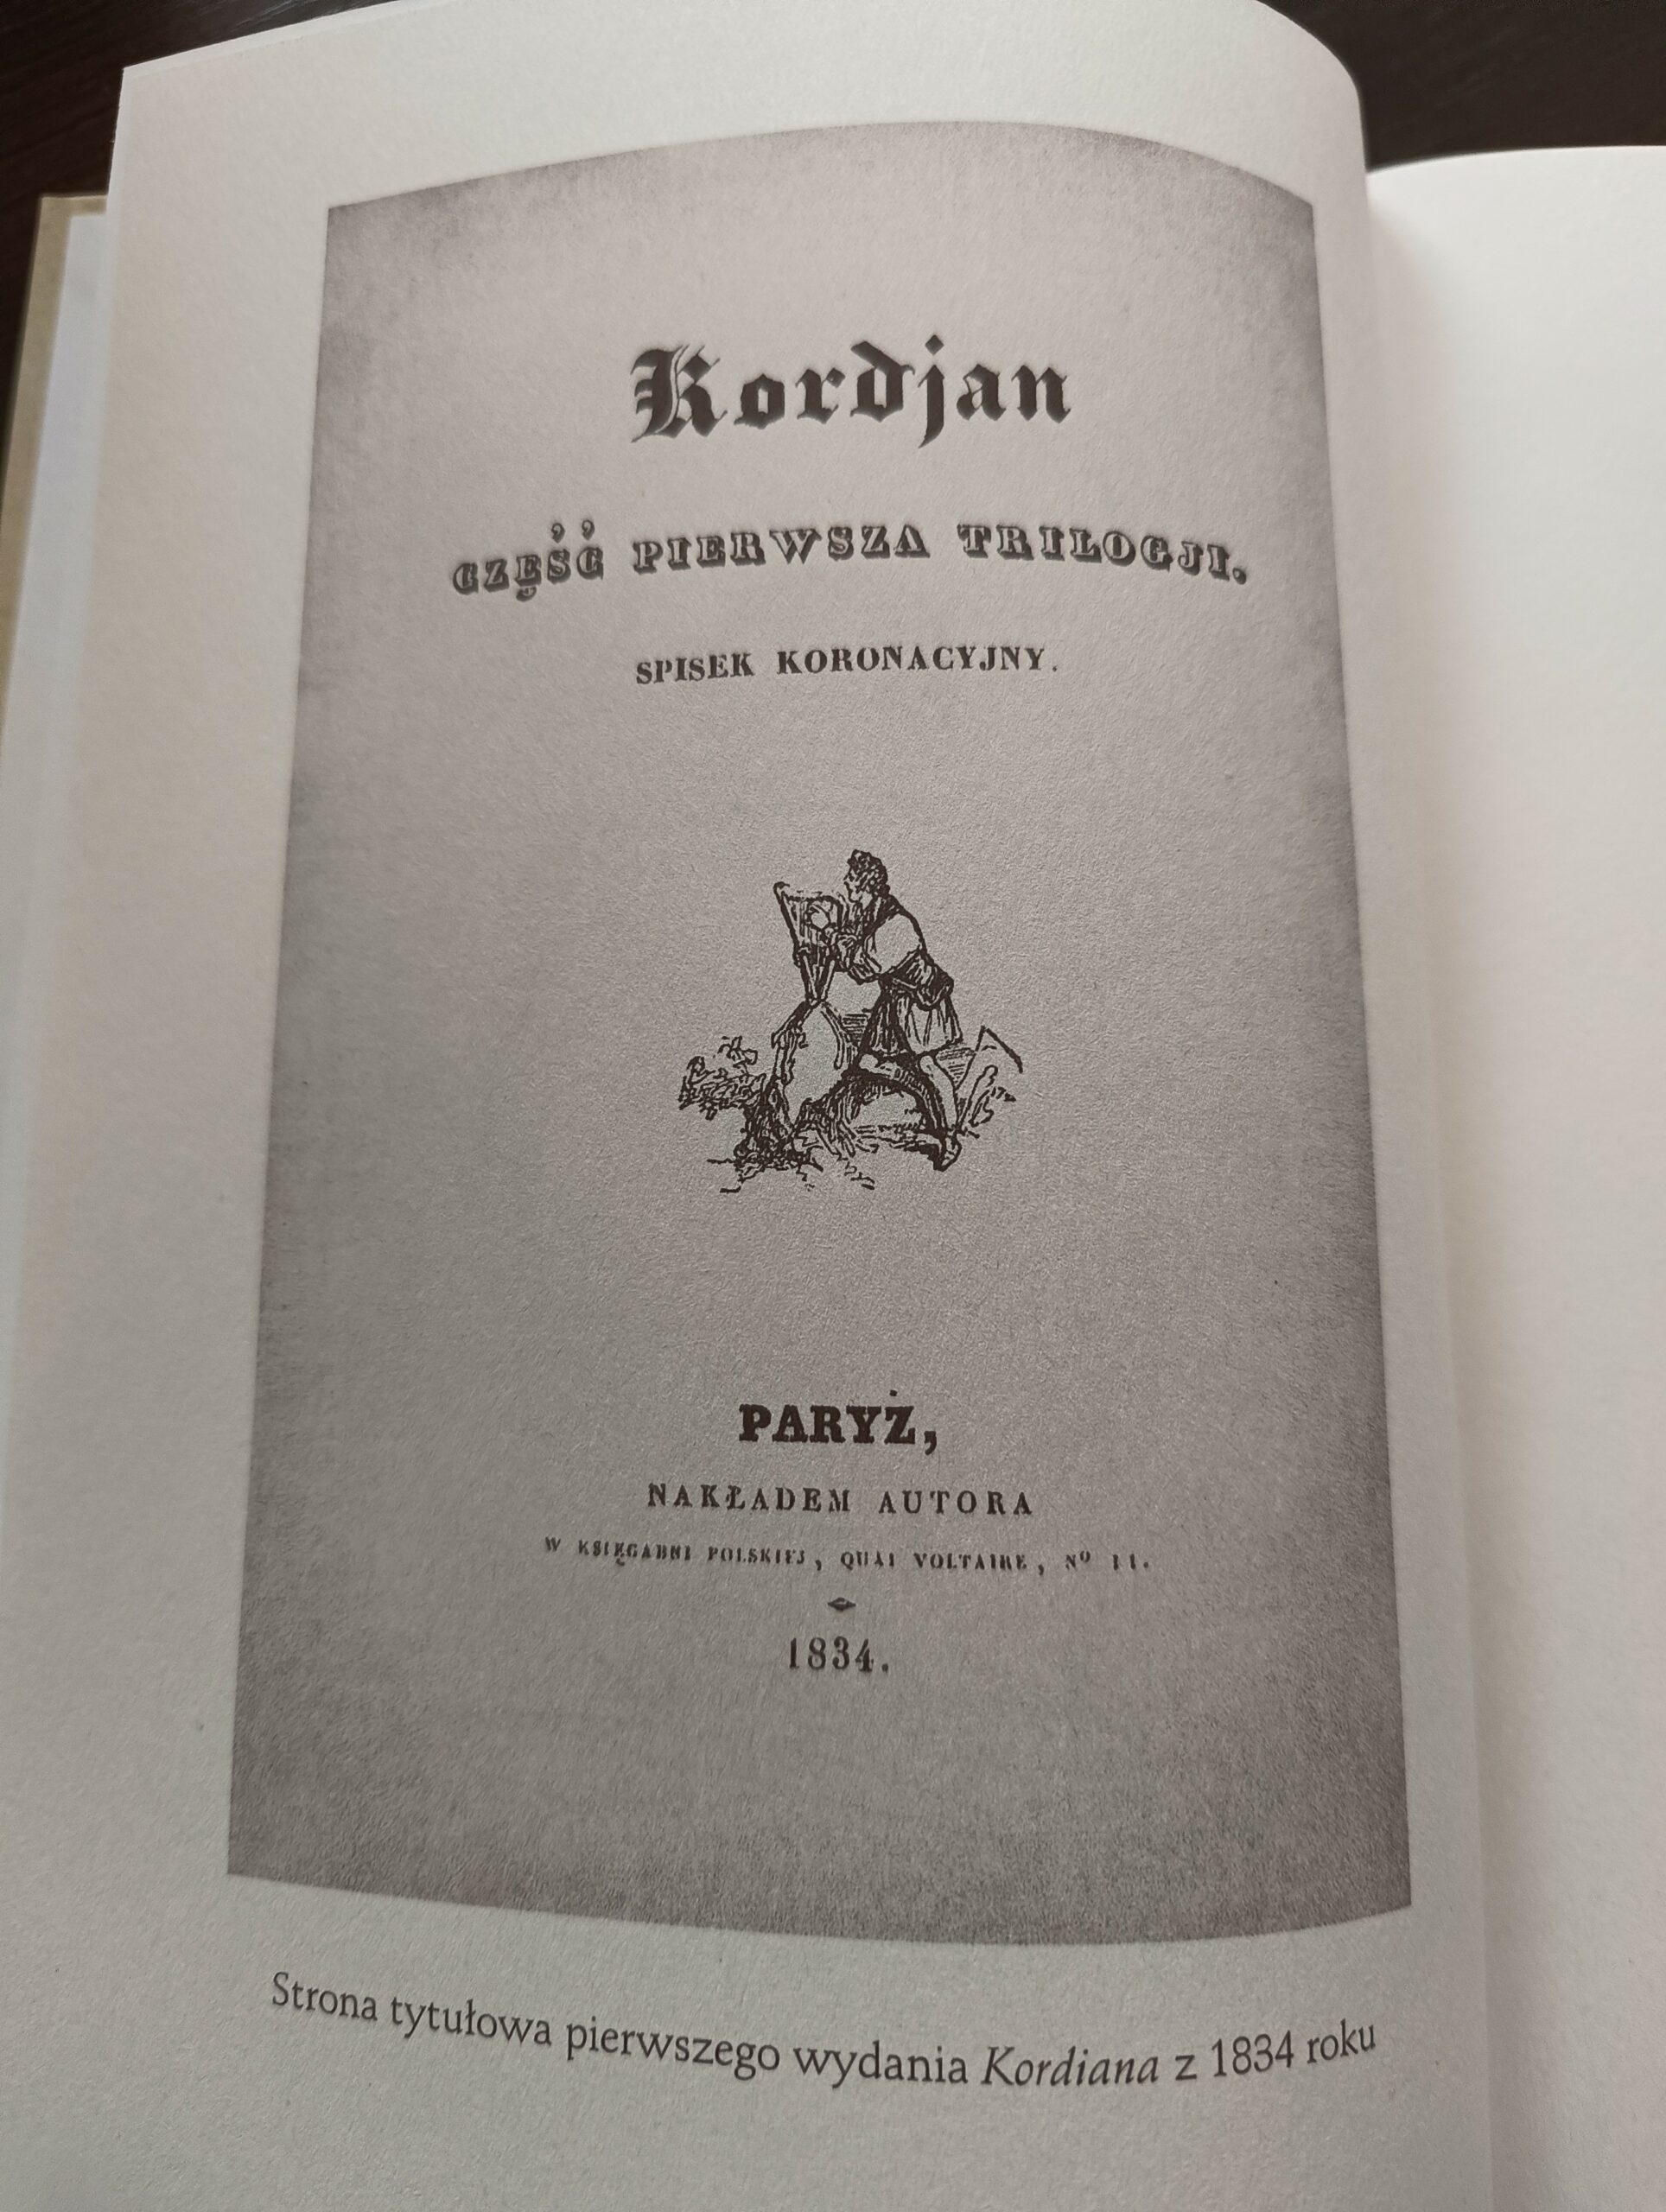 Kordjan
CZĘŚĆ PIERWSZA TRILOGJI.
SPISEK KORONACYJNY.
PARYŻ,
NAKŁADEM AUTORA
W KSIĘGARNI POLSKIEJ, QUAI VOLTAIRE, Nº 11.
1834.
Strona tytułowa pierwszego wydania Kordiana z 1834 roku